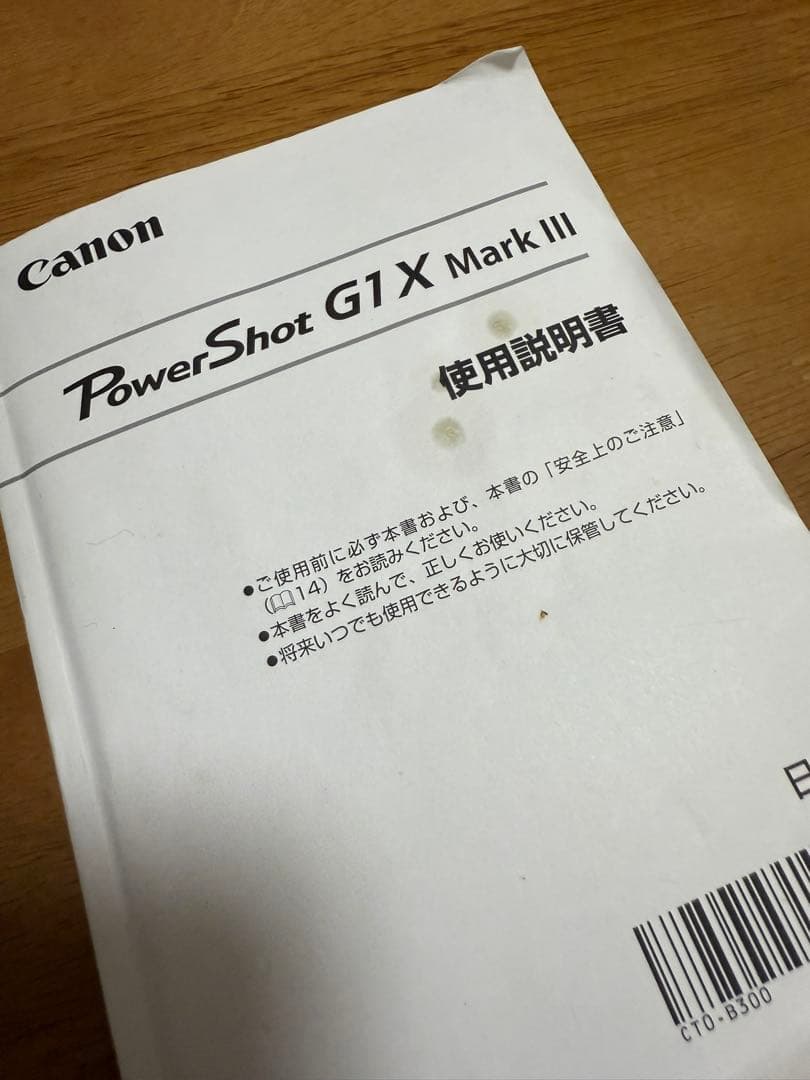 Canon
PowerShot G1 X Mark III
使用説明書
●ご使用前に必ず本書および、本書の「安全上のご注意」
（14）をお読みください。
●本書をよく読んで、正しくお使いください。
●将来いつでも使用できるように大切に保管してください。
CT0-B300